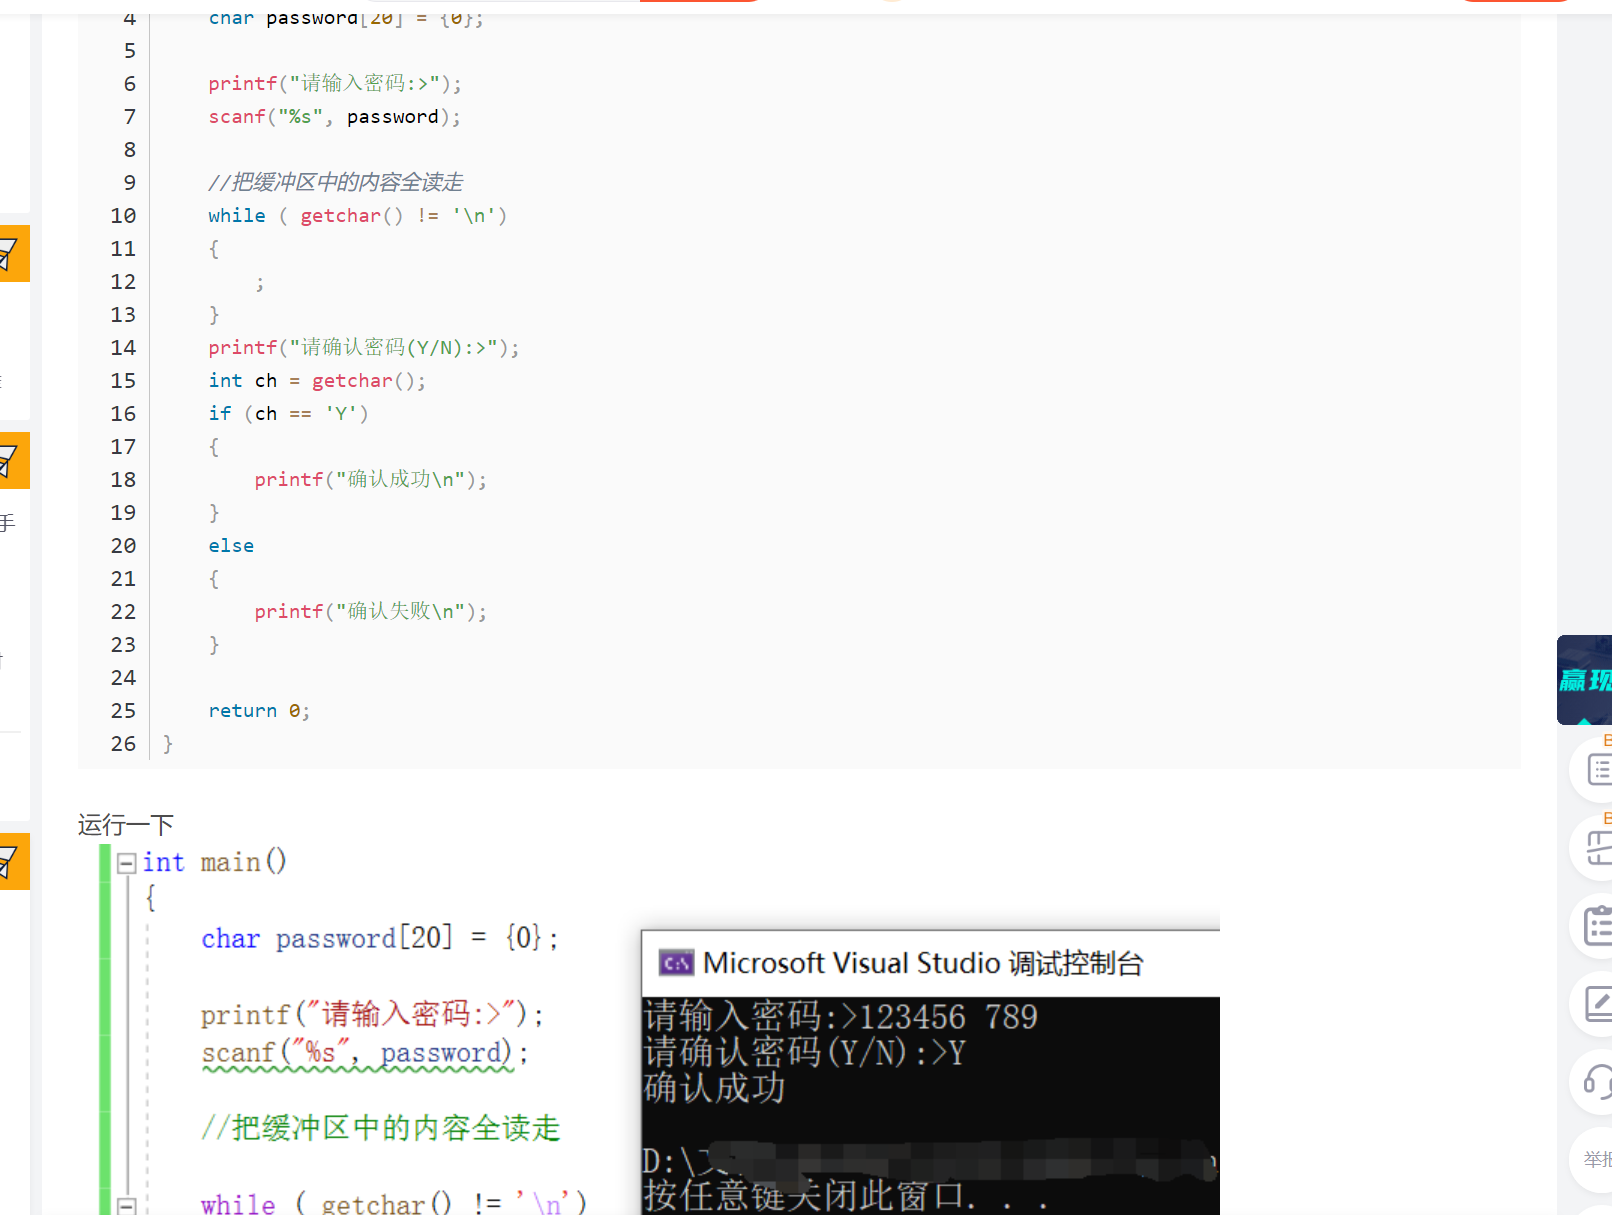 4 char password[20] = {0};
5
6 printf("请输入密码:>");
7 scanf("%s", password);
8
9 //把缓冲区中的内容全读走
10 while ( getchar() != '\n')
11 {
12 ;
13 }
14 printf("请确认密码(Y/N):>");
15 int ch = getchar();
16 if (ch == 'Y')
17 {
18 printf("确认成功\n");
19 }
20 else
21 {
22 printf("确认失败\n");
23 }
24
25 return 0;
26 }
手
赢现
运行一下
int main()
{
char password[20] = {0};
printf("请输入密码:>");
scanf("%s", password);
//把缓冲区中的内容全读走
while ( getchar() != '\n')
C:\ Microsoft Visual Studio 调试控制台
请输入密码:>123456 789
请确认密码(Y/N):>Y
确认成功
D:\
按任意键关闭此窗口. . .
举报